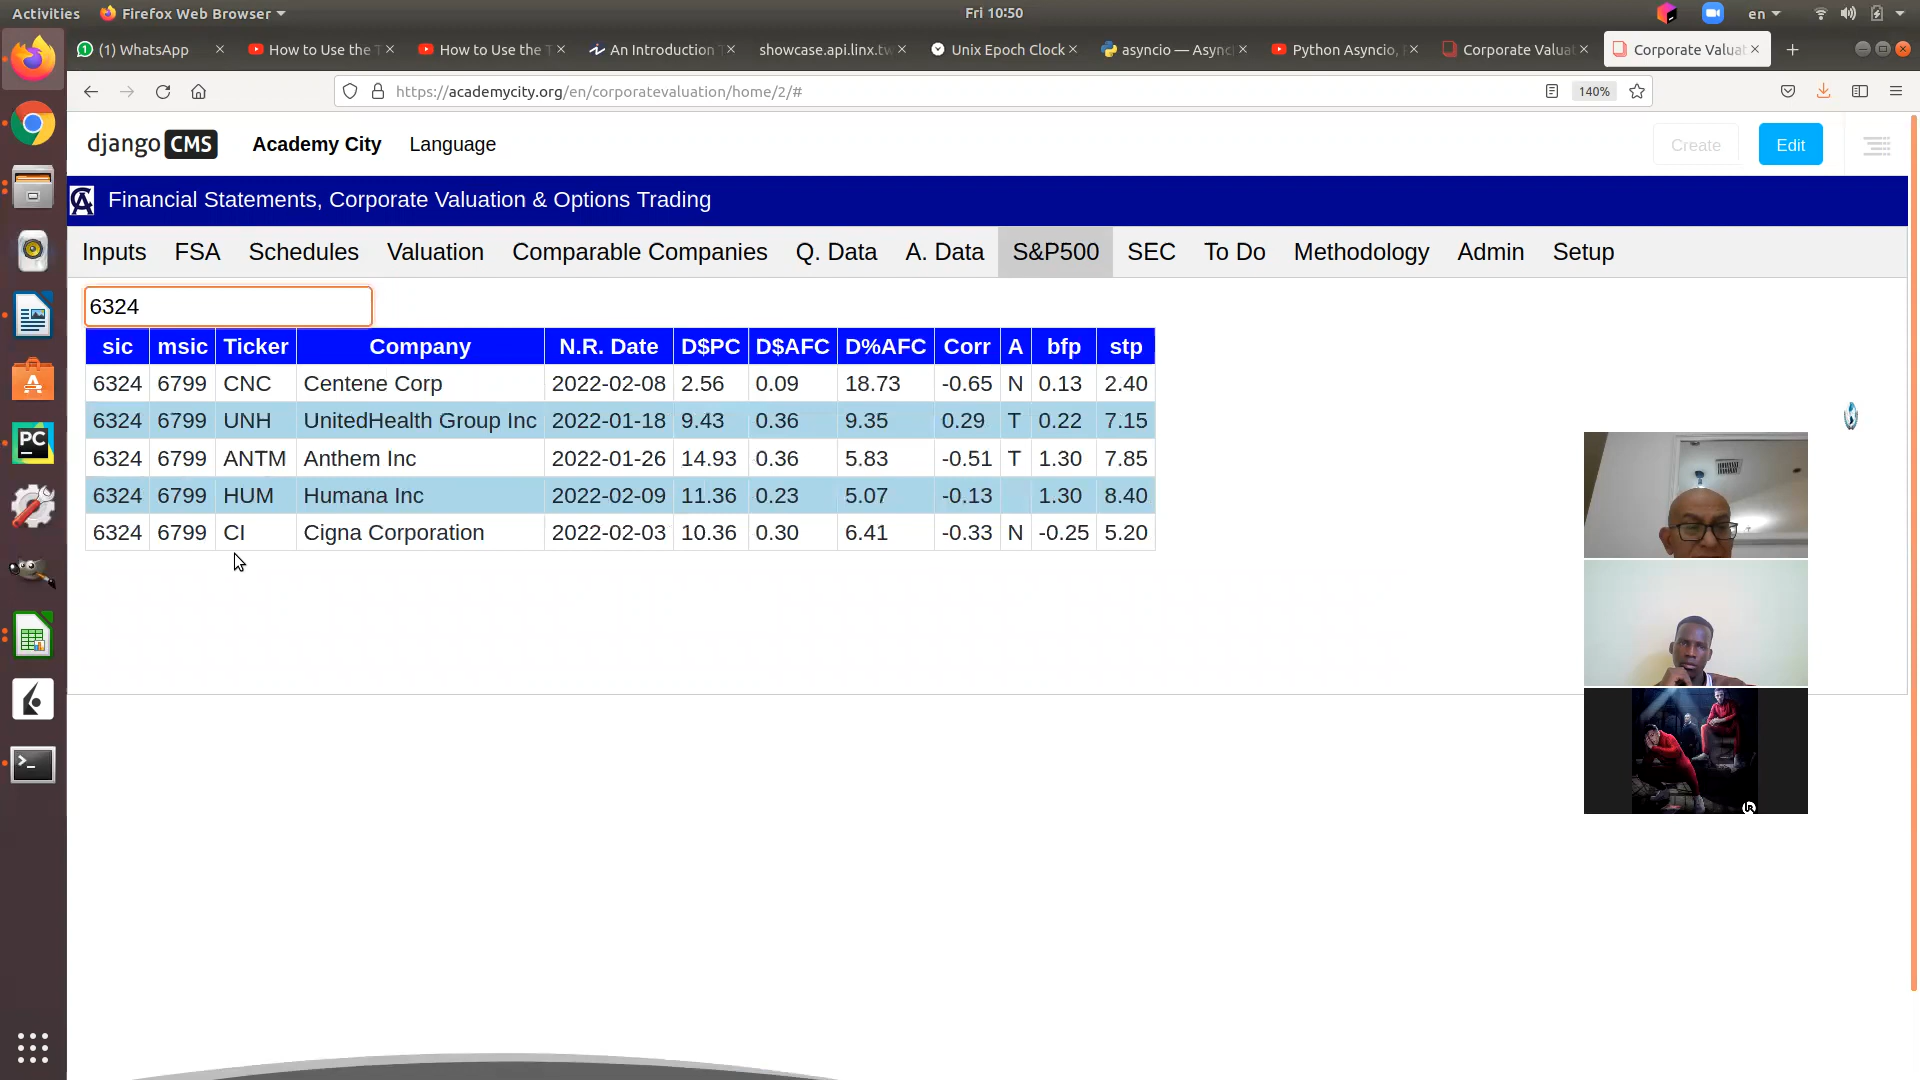 Activities Firefox Web Browser Fri 10:50 en
(1) WhatsApp How to Use the T How to Use the T An Introduction showcase.api.linx.tw Unix Epoch Clock asyncio — Async Python Asyncio, Corporate Valuat Corporate Valuat
https://academycity.org/en/corporatevaluation/home/2/# 140%
django CMS Academy City Language Create Edit
CA Financial Statements, Corporate Valuation & Options Trading
Inputs FSA Schedules Valuation Comparable Companies Q. Data A. Data S&P500 SEC To Do Methodology Admin Setup
6324
sic msic Ticker Company N.R. Date D$PC D$AFC D%AFC Corr A bfp stp
6324 6799 CNC Centene Corp 2022-02-08 2.56 0.09 18.73 -0.65 N 0.13 2.40
6324 6799 UNH UnitedHealth Group Inc 2022-01-18 9.43 0.36 9.35 0.29 T 0.22 7.15
6324 6799 ANTM Anthem Inc 2022-01-26 14.93 0.36 5.83 -0.51 T 1.30 7.85
6324 6799 HUM Humana Inc 2022-02-09 11.36 0.23 5.07 -0.13 1.30 8.40
6324 6799 CI Cigna Corporation 2022-02-03 10.36 0.30 6.41 -0.33 N -0.25 5.20
PC